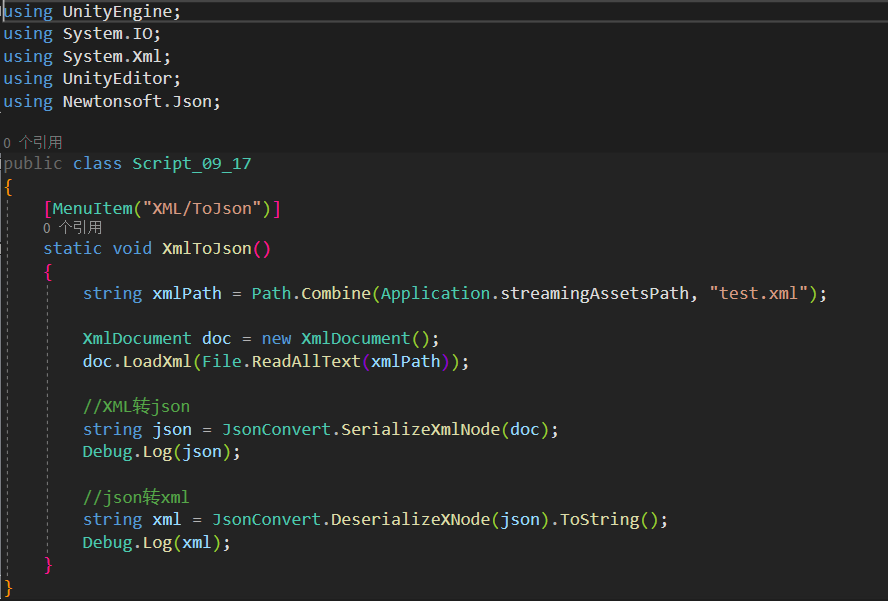 using UnityEngine;
using System.IO;
using System.Xml;
using UnityEditor;
using Newtonsoft.Json;
0 个引用
public class Script_09_17
{
[MenuItem("XML/ToJson")]
0 个引用
static void XmlToJson()
{
string xmlPath = Path.Combine(Application.streamingAssetsPath, "test.xml");
XmlDocument doc = new XmlDocument();
doc.LoadXml(File.ReadAllText(xmlPath));
//XML转json
string json = JsonConvert.SerializeXmlNode(doc);
Debug.Log(json);
//json转xml
string xml = JsonConvert.DeserializeXNode(json).ToString();
Debug.Log(xml);
}
}